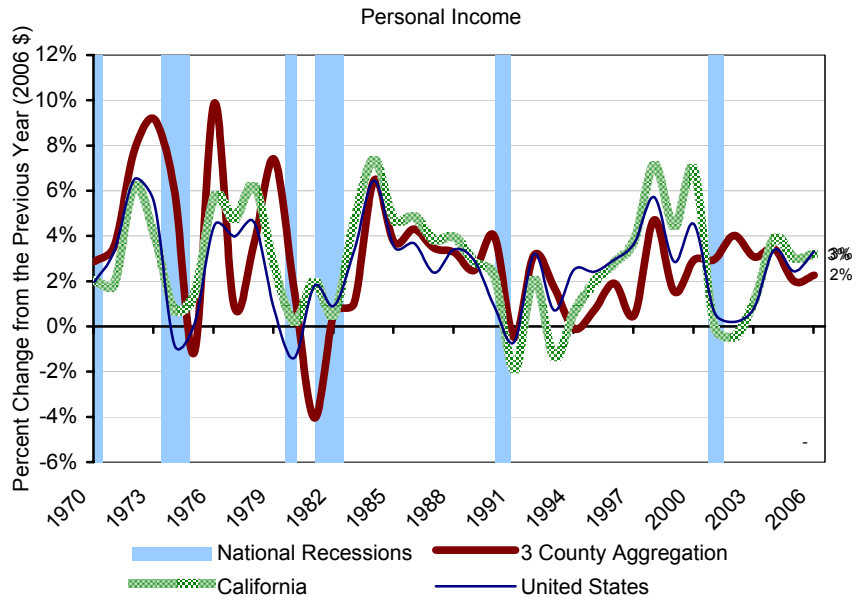 Personal Income
Percent Change from the Previous Year (2006 $)
12%
10%
8%
6%
4%
2%
0%
-2%
-4%
-6%
3%
2%
-
1970 1973 1976 1979 1982 1985 1988 1991 1994 1997 2000 2003 2006
National Recessions 3 County Aggregation
California United States